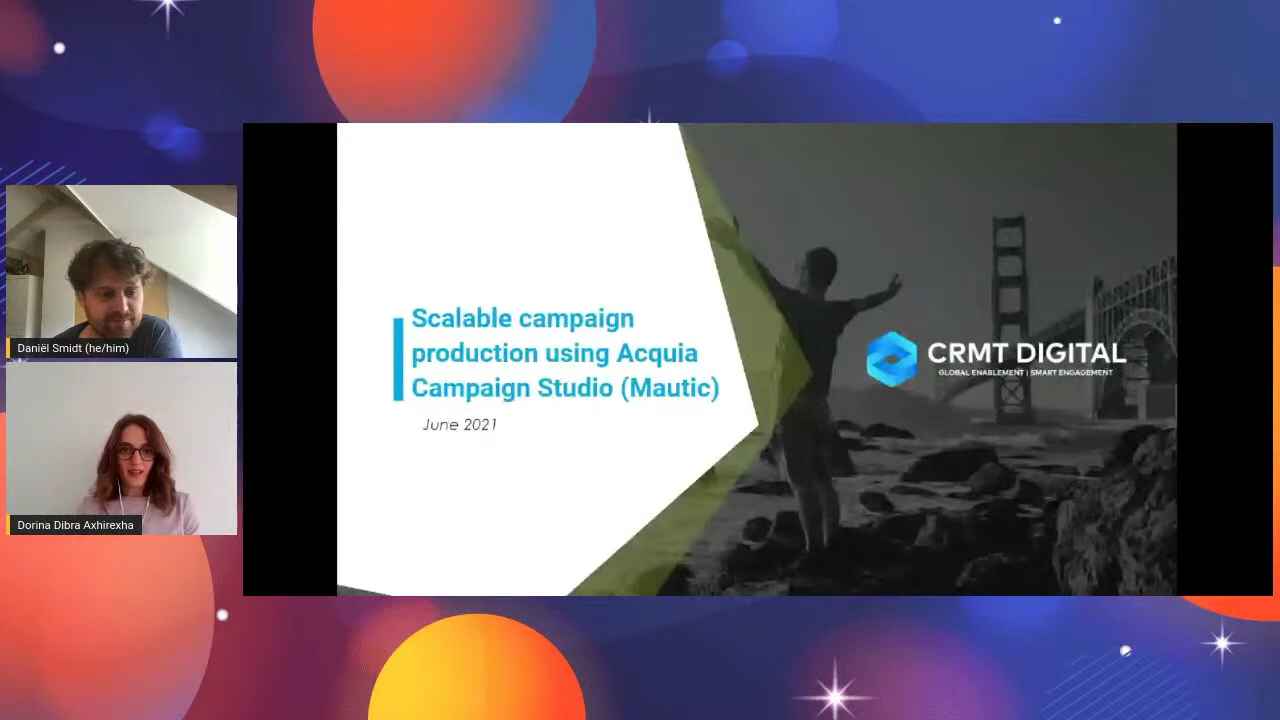 Daniël Smidt (he/him)
Dorina Dibra Axhirexha
Scalable campaign
production using Acquia
Campaign Studio (Mautic)
June 2021
CRMT DIGITAL
GLOBAL ENABLEMENT | SMART ENGAGEMENT